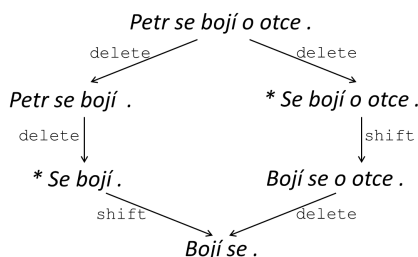 Petr se bojí o otce .
delete delete
Petr se bojí . * Se bojí o otce .
delete shift
* Se bojí . Bojí se o otce .
shift delete
Bojí se .